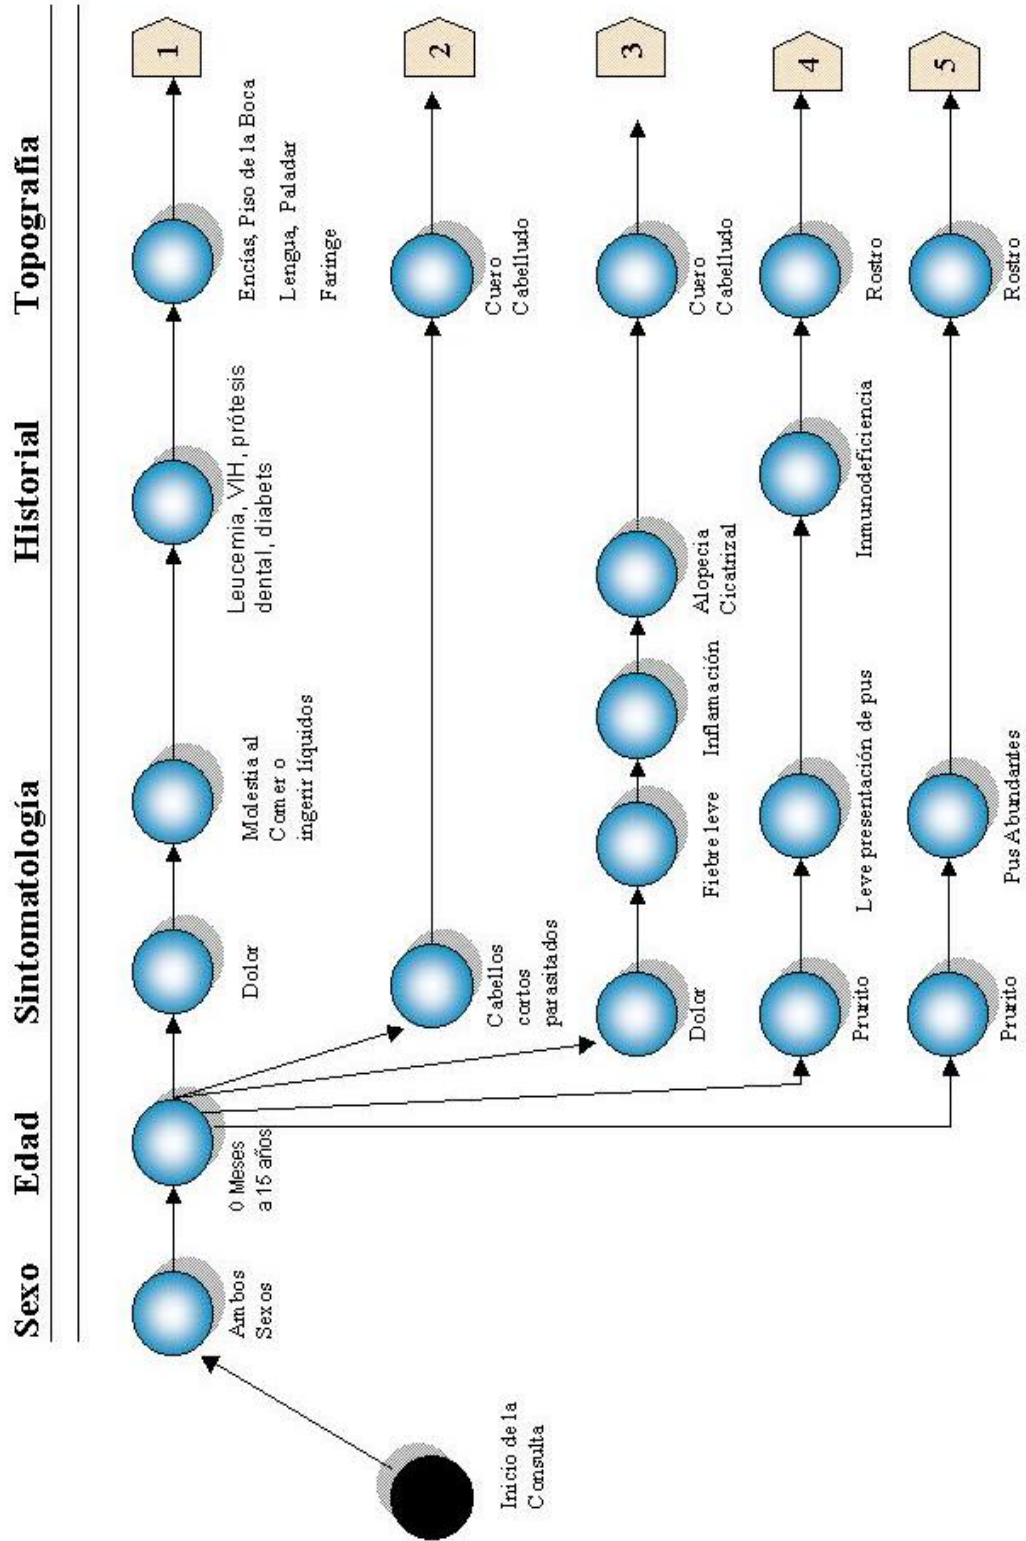 Sexo Edad Sintomatología Historial Topografía
Inicio de la
Consulta
Ambos
Sexos
0 Meses
a 15 años
Dolor
Molestia al
Comer o
ingerir líquidos
Leucemia, VIH, prótesis
dental, diabets
Encías, Piso de la Boca
Lengua, Paladar
Faringe
1
Cabellos
cortos
parasitados
Cuero
Cabelludo
2
Dolor
Fiebre leve
Inflamación
Alopecia
Cicatrizal
Cuero
Cabelludo
3
Prurito
Leve presentación de pus
Inmunodeficiencia
Rostro
4
Prurito
Pus Abundantes
Rostro
5